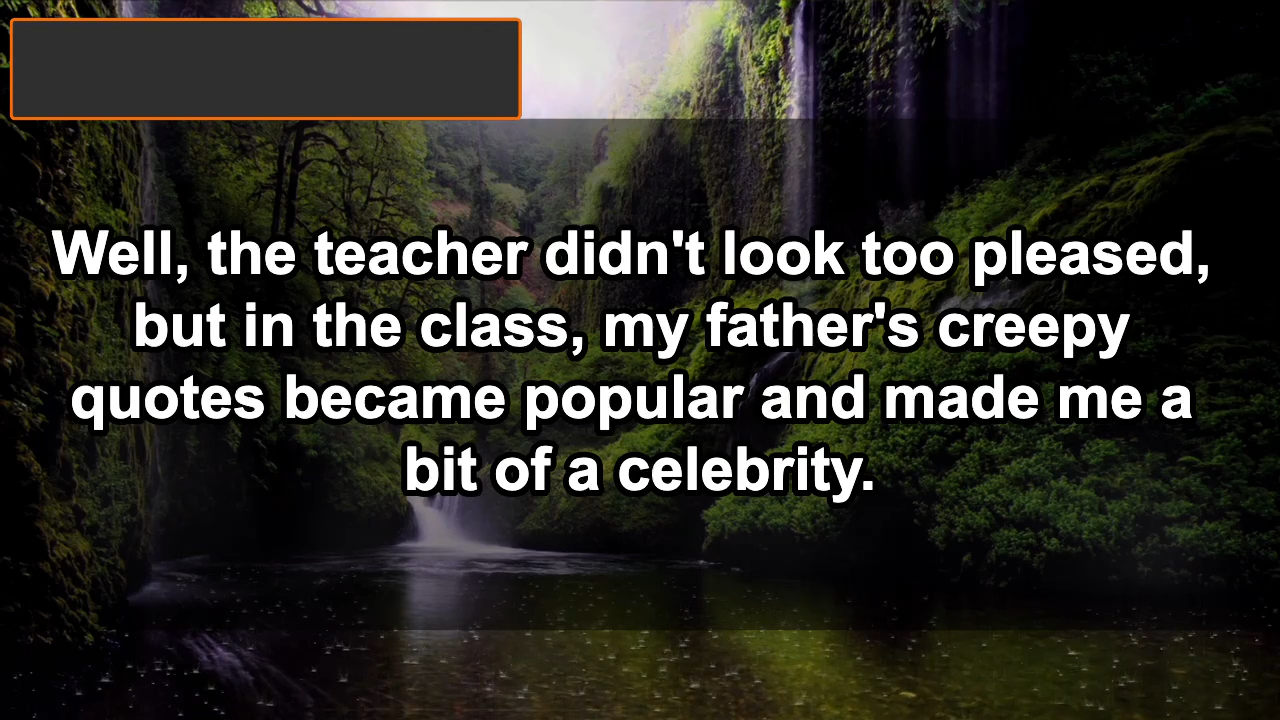 Well, the teacher didn't look too pleased,
but in the class, my father's creepy
quotes became popular and made me a
bit of a celebrity.